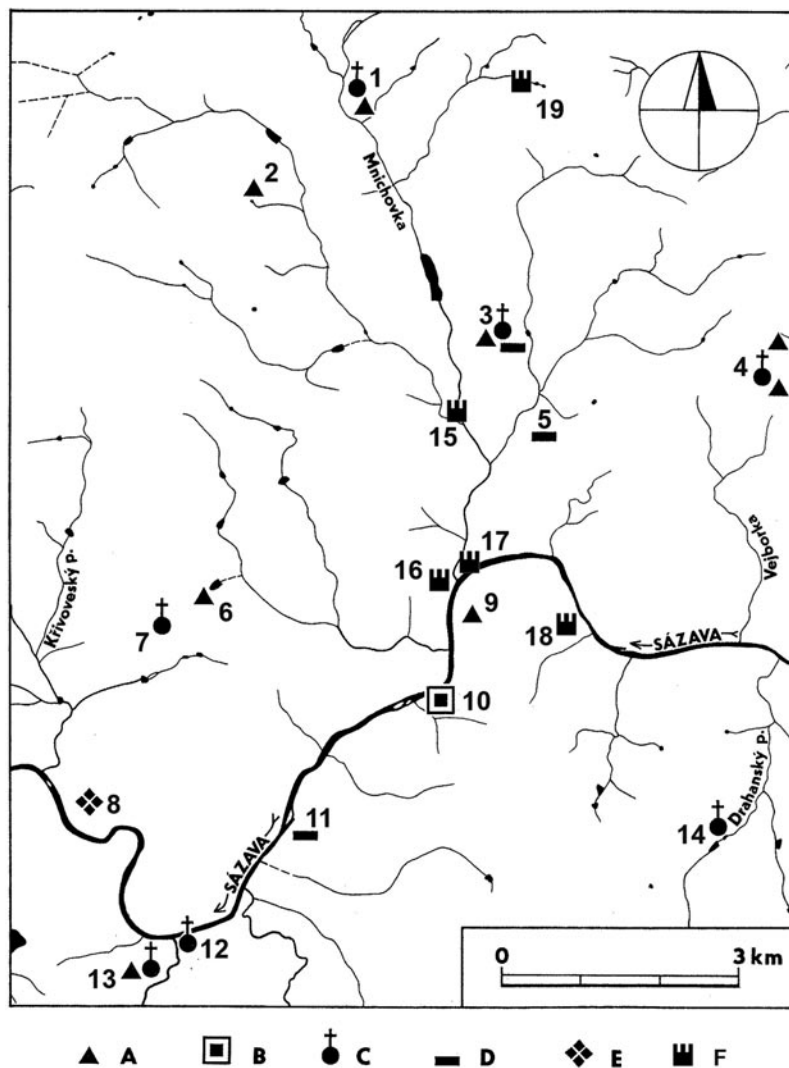 1
19
Mnichovka
2
3
4
15
5
Vejborka
Křivoveský p.
17
16
6
9
7
18
SÁZAVA
10
Drahanský p.
8
11
14
SÁZAVA
12
13
0 3 km
A B C D E F